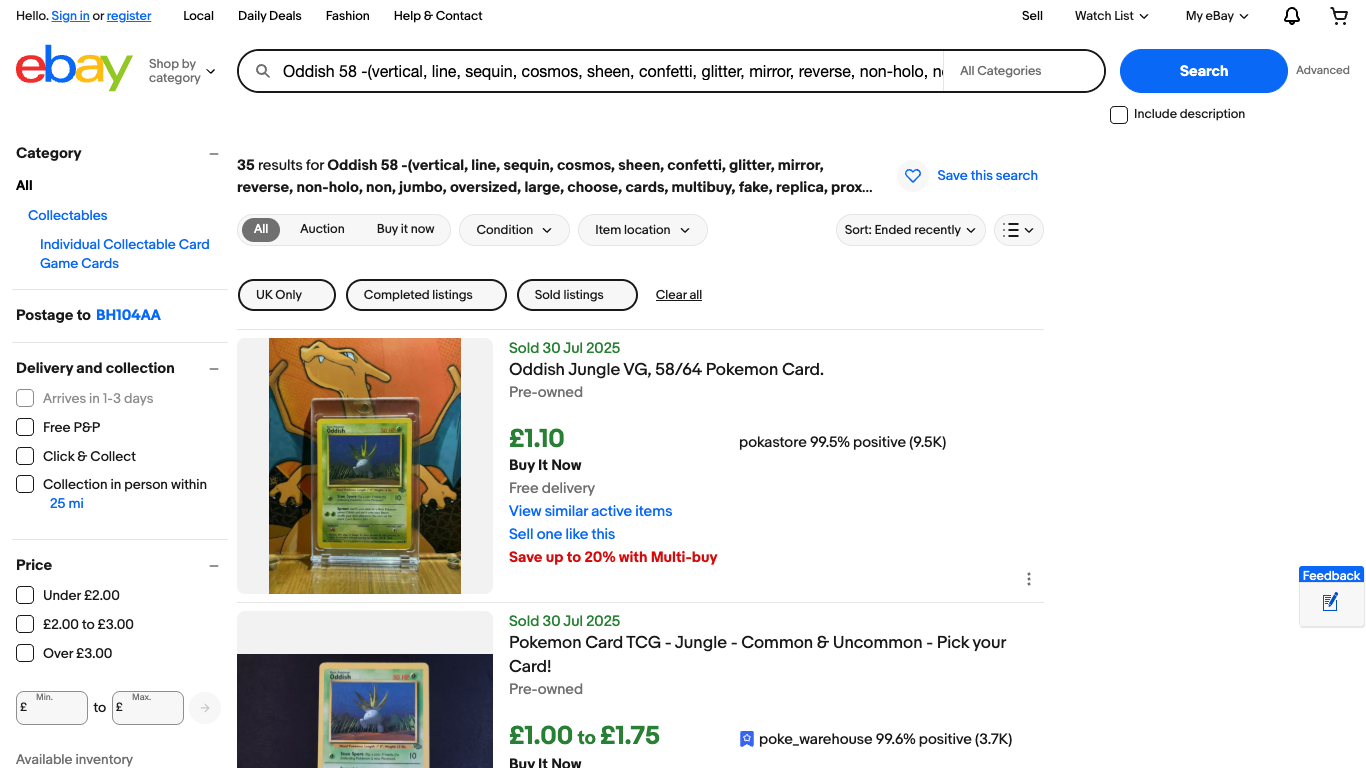 Hello. Sign in or register
Local
Daily Deals
Fashion
Help & Contact
Sell
Watch List
My eBay
ebay
Shop by
category
Oddish 58 -(vertical, line, sequin, cosmos, sheen, confetti, glitter, mirror, reverse, non-holo, n
All Categories
Search
Advanced
Include description
Category
All
Collectables
Individual Collectable Card
Game Cards
Postage to BH104AA
Delivery and collection
Arrives in 1-3 days
Free P&P
Click & Collect
Collection in person within
25 mi
Price
Under £2.00
£2.00 to £3.00
Over £3.00
Min.
£
to
Max.
£
Available inventory
35 results for Oddish 58 -(vertical, line, sequin, cosmos, sheen, confetti, glitter, mirror,
reverse, non-holo, non, jumbo, oversized, large, choose, cards, multibuy, fake, replica, prox...
Save this search
All
Auction
Buy it now
Condition
Item location
Sort: Ended recently
UK Only
Completed listings
Sold listings
Clear all
Oddish
Sold 30 Jul 2025
Oddish Jungle VG, 58/64 Pokemon Card.
Pre-owned
£1.10
Buy It Now
Free delivery
View similar active items
Sell one like this
Save up to 20% with Multi-buy
pokastore 99.5% positive (9.5K)
Oddish
50 HP
Stun Spore
10
Sold 30 Jul 2025
Pokemon Card TCG - Jungle - Common & Uncommon - Pick your
Card!
Pre-owned
£1.00 to £1.75
Buy It Now
poke_warehouse 99.6% positive (3.7K)
Feedback